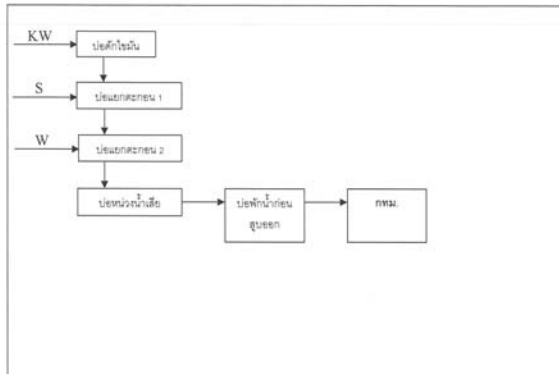 KW
บ่อดักไขมัน
S
บ่อแยกตะกอน 1
W
บ่อแยกตะกอน 2
บ่อหน่วงน้ำเสีย
บ่อพักน้ำก่อน
สูบออก
กทม.